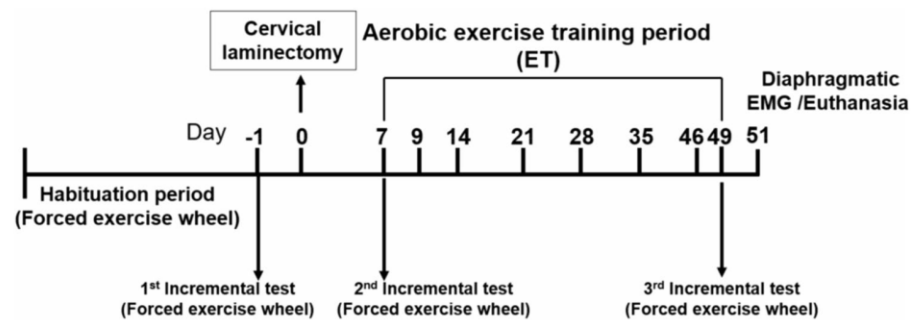 Cervical
laminectomy
Aerobic exercise training period
(ET)
Diaphragmatic
EMG /Euthanasia
Day -1 0 7 9 14 21 28 35 46 49 51
Habituation period
(Forced exercise wheel)
1st Incremental test
(Forced exercise wheel)
2nd Incremental test
(Forced exercise wheel)
3rd Incremental test
(Forced exercise wheel)